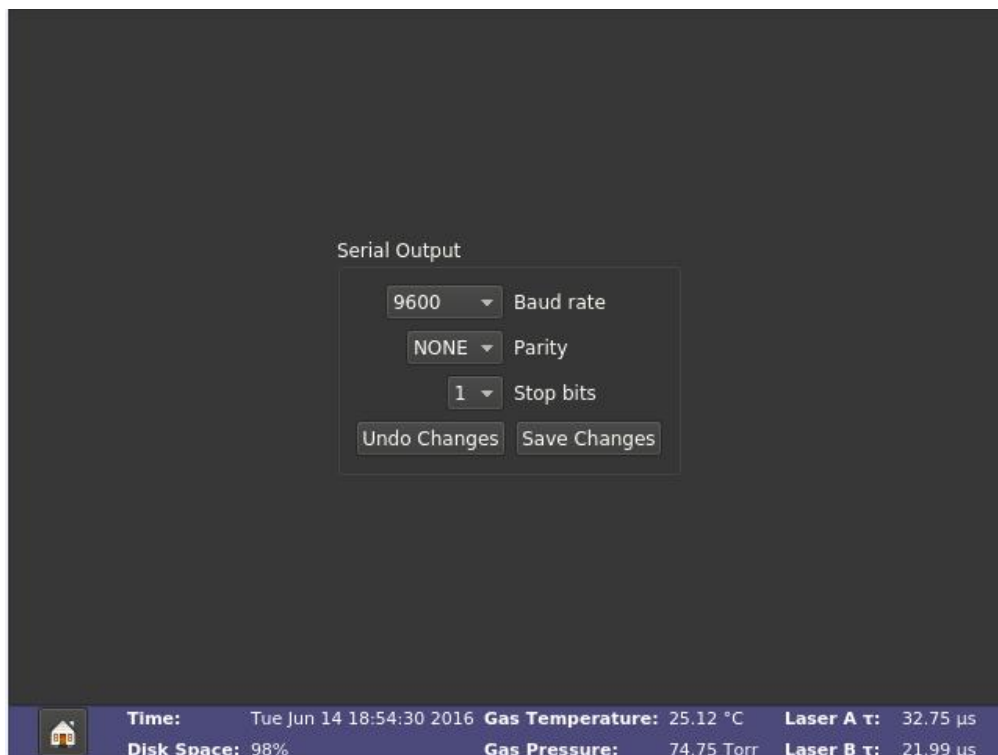 Serial Output
9600 Baud rate
NONE Parity
1 Stop bits
Undo Changes Save Changes
Time: Tue Jun 14 18:54:30 2016 Gas Temperature: 25.12 °C Laser A τ: 32.75 µs
Disk Space: 98% Gas Pressure: 74.75 Torr Laser B τ: 21.99 µs